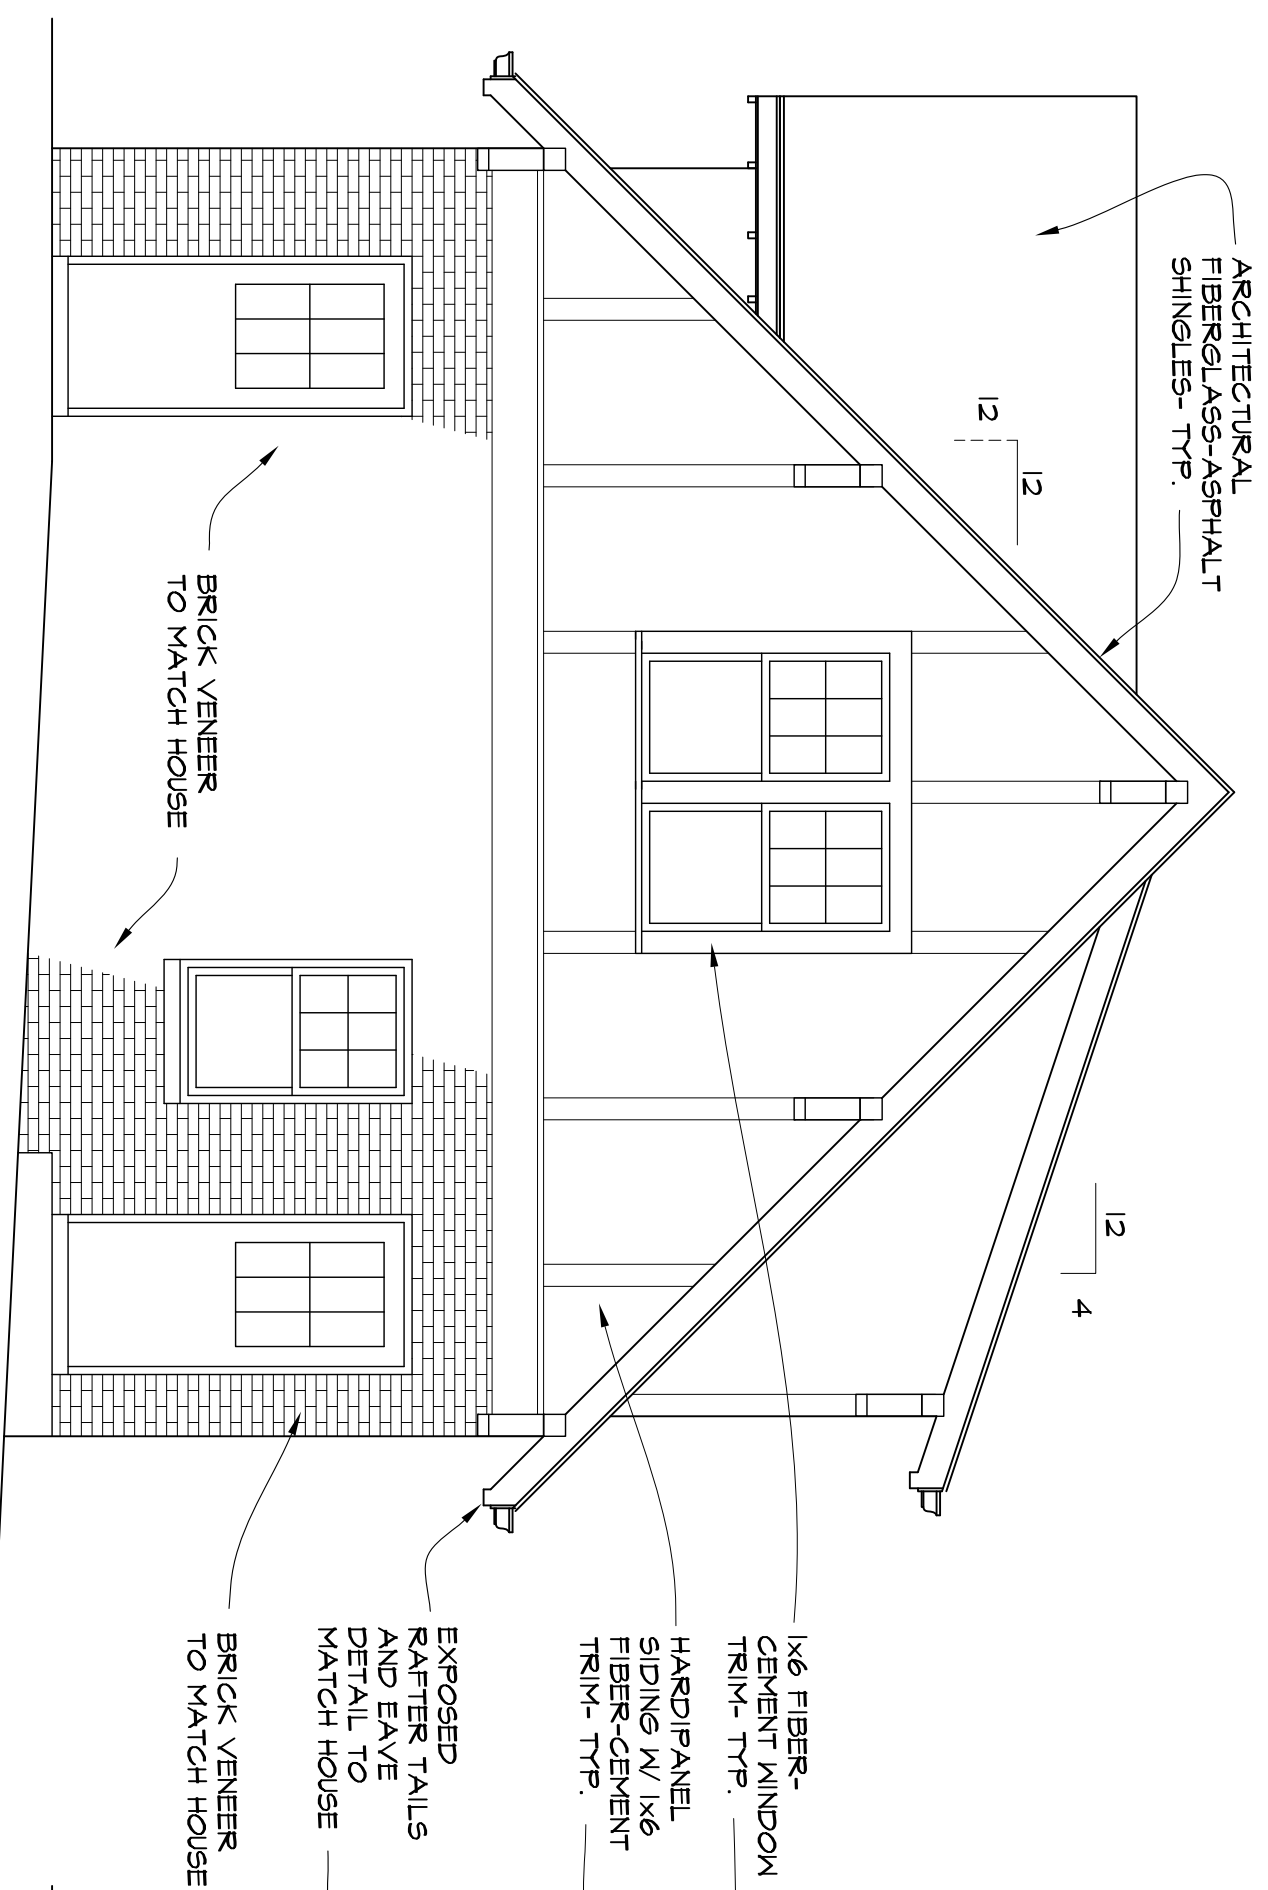 ARCHITECTURAL
FIBERGLASS-ASPHALT
SHINGLES- TYP.
12
12
12
4
BRICK VENEER
TO MATCH HOUSE
1x6 FIBER-
CEMENT WINDOW
TRIM- TYP.
HARDIPANEL
SIDING W/ 1x6
FIBER-CEMENT
TRIM- TYP.
EXPOSED
RAFTER TAILS
AND EAVE
DETAIL TO
MATCH HOUSE
BRICK VENEER
TO MATCH HOUSE